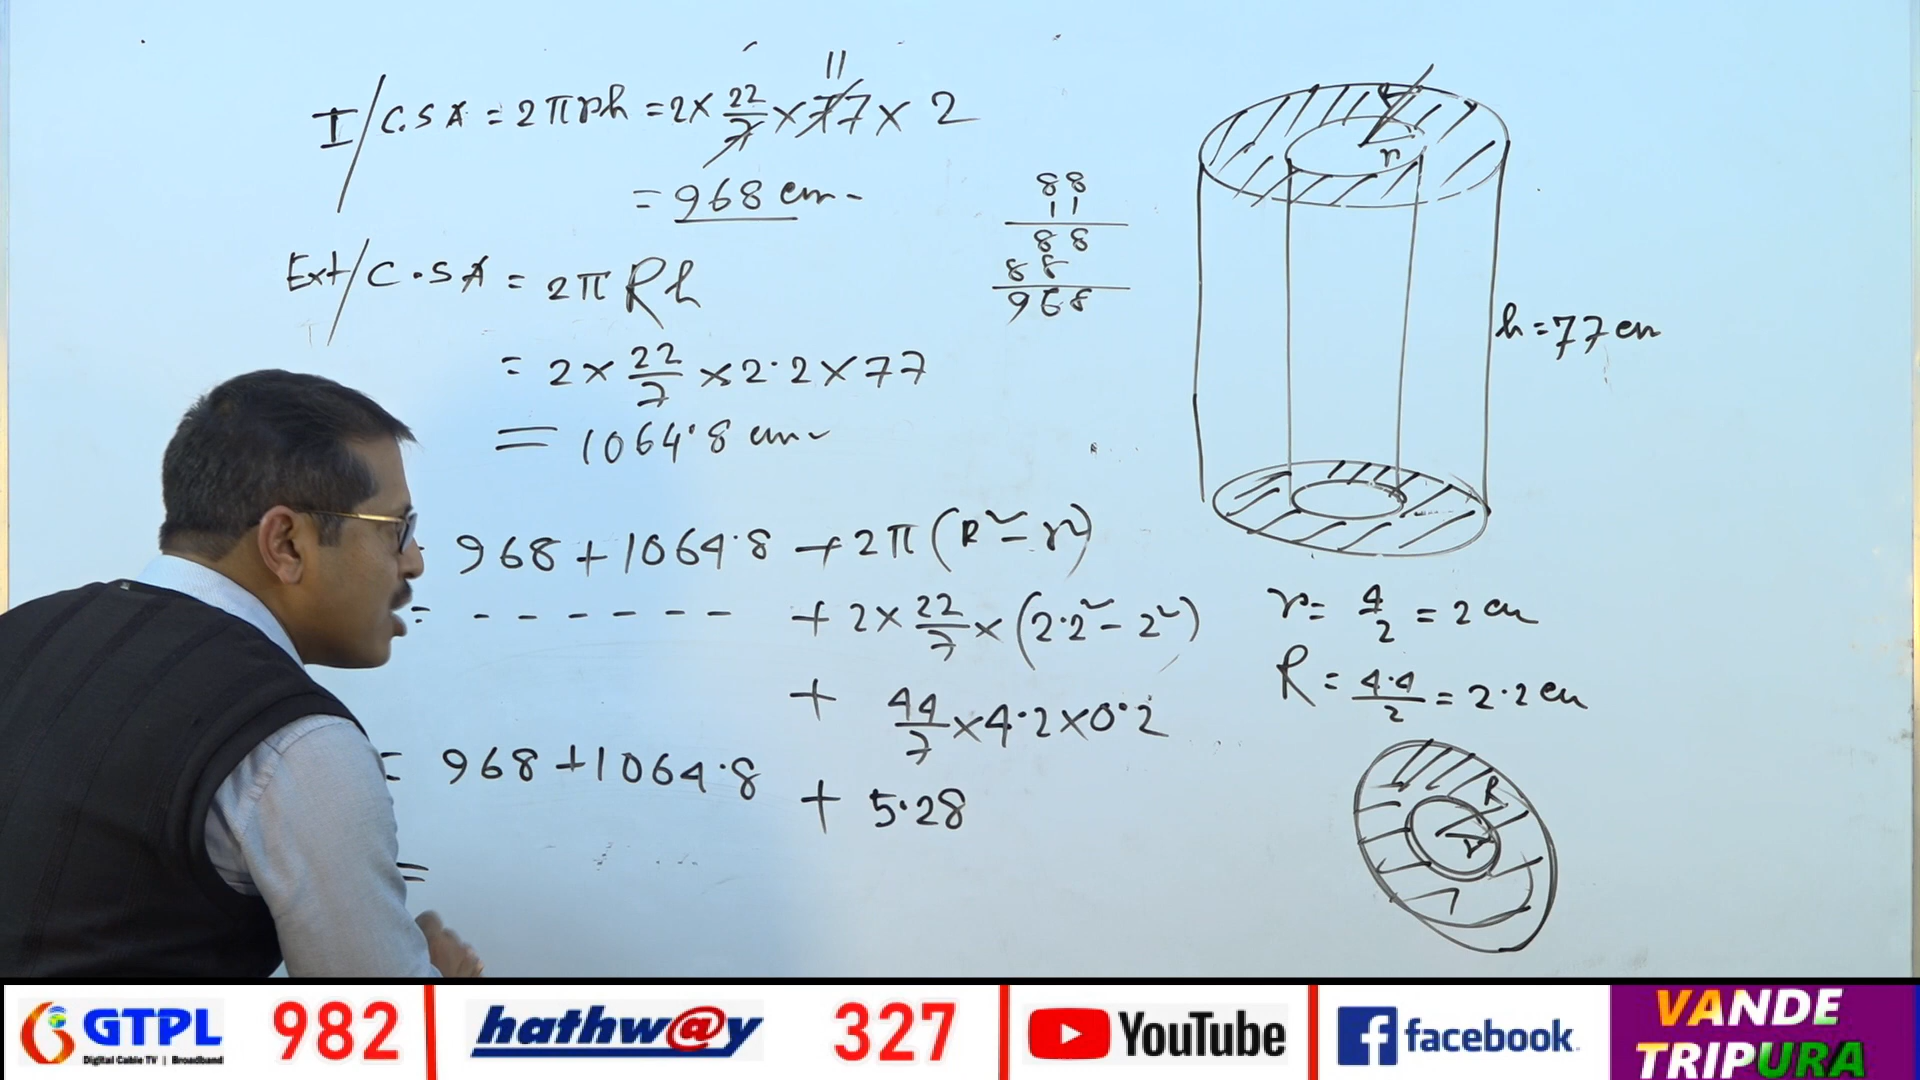 I/C.S.A = 2πrh = 2 × 22/7 × 77 × 2
11
= 968 cm²
88
11
88
88
968
Ext/C.S.A = 2πRh
= 2 × 22/7 × 2.2 × 77
= 1064.8 cm²
= 968 + 1064.8 + 2π(R² - r²)
= - - - - - - - + 2 × 22/7 × (2.2² - 2²)
+ 44/7 × 4.2 × 0.2
= 968 + 1064.8 + 5.28
=
r
h = 77 cm
r = 4/2 = 2 cm
R = 4.4/2 = 2.2 cm
R
r
GTPL
Digital Cable TV | Broadband
982
hathw@y
327
YouTube
facebook
VANDE
TRIPURA